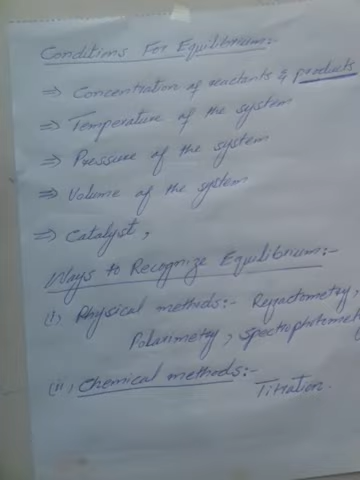 Conditions For Equilibrium:-
⇒ Concentration of reactants & products
⇒ Temperature of the system
⇒ Pressure of the system
⇒ Volume of the system
⇒ Catalyst,
Ways to Recognize Equilibrium:-
(i) Physical methods:- Refractometry,
Polarimetry, Spectrophotomet
(ii) Chemical methods:-
Titration.